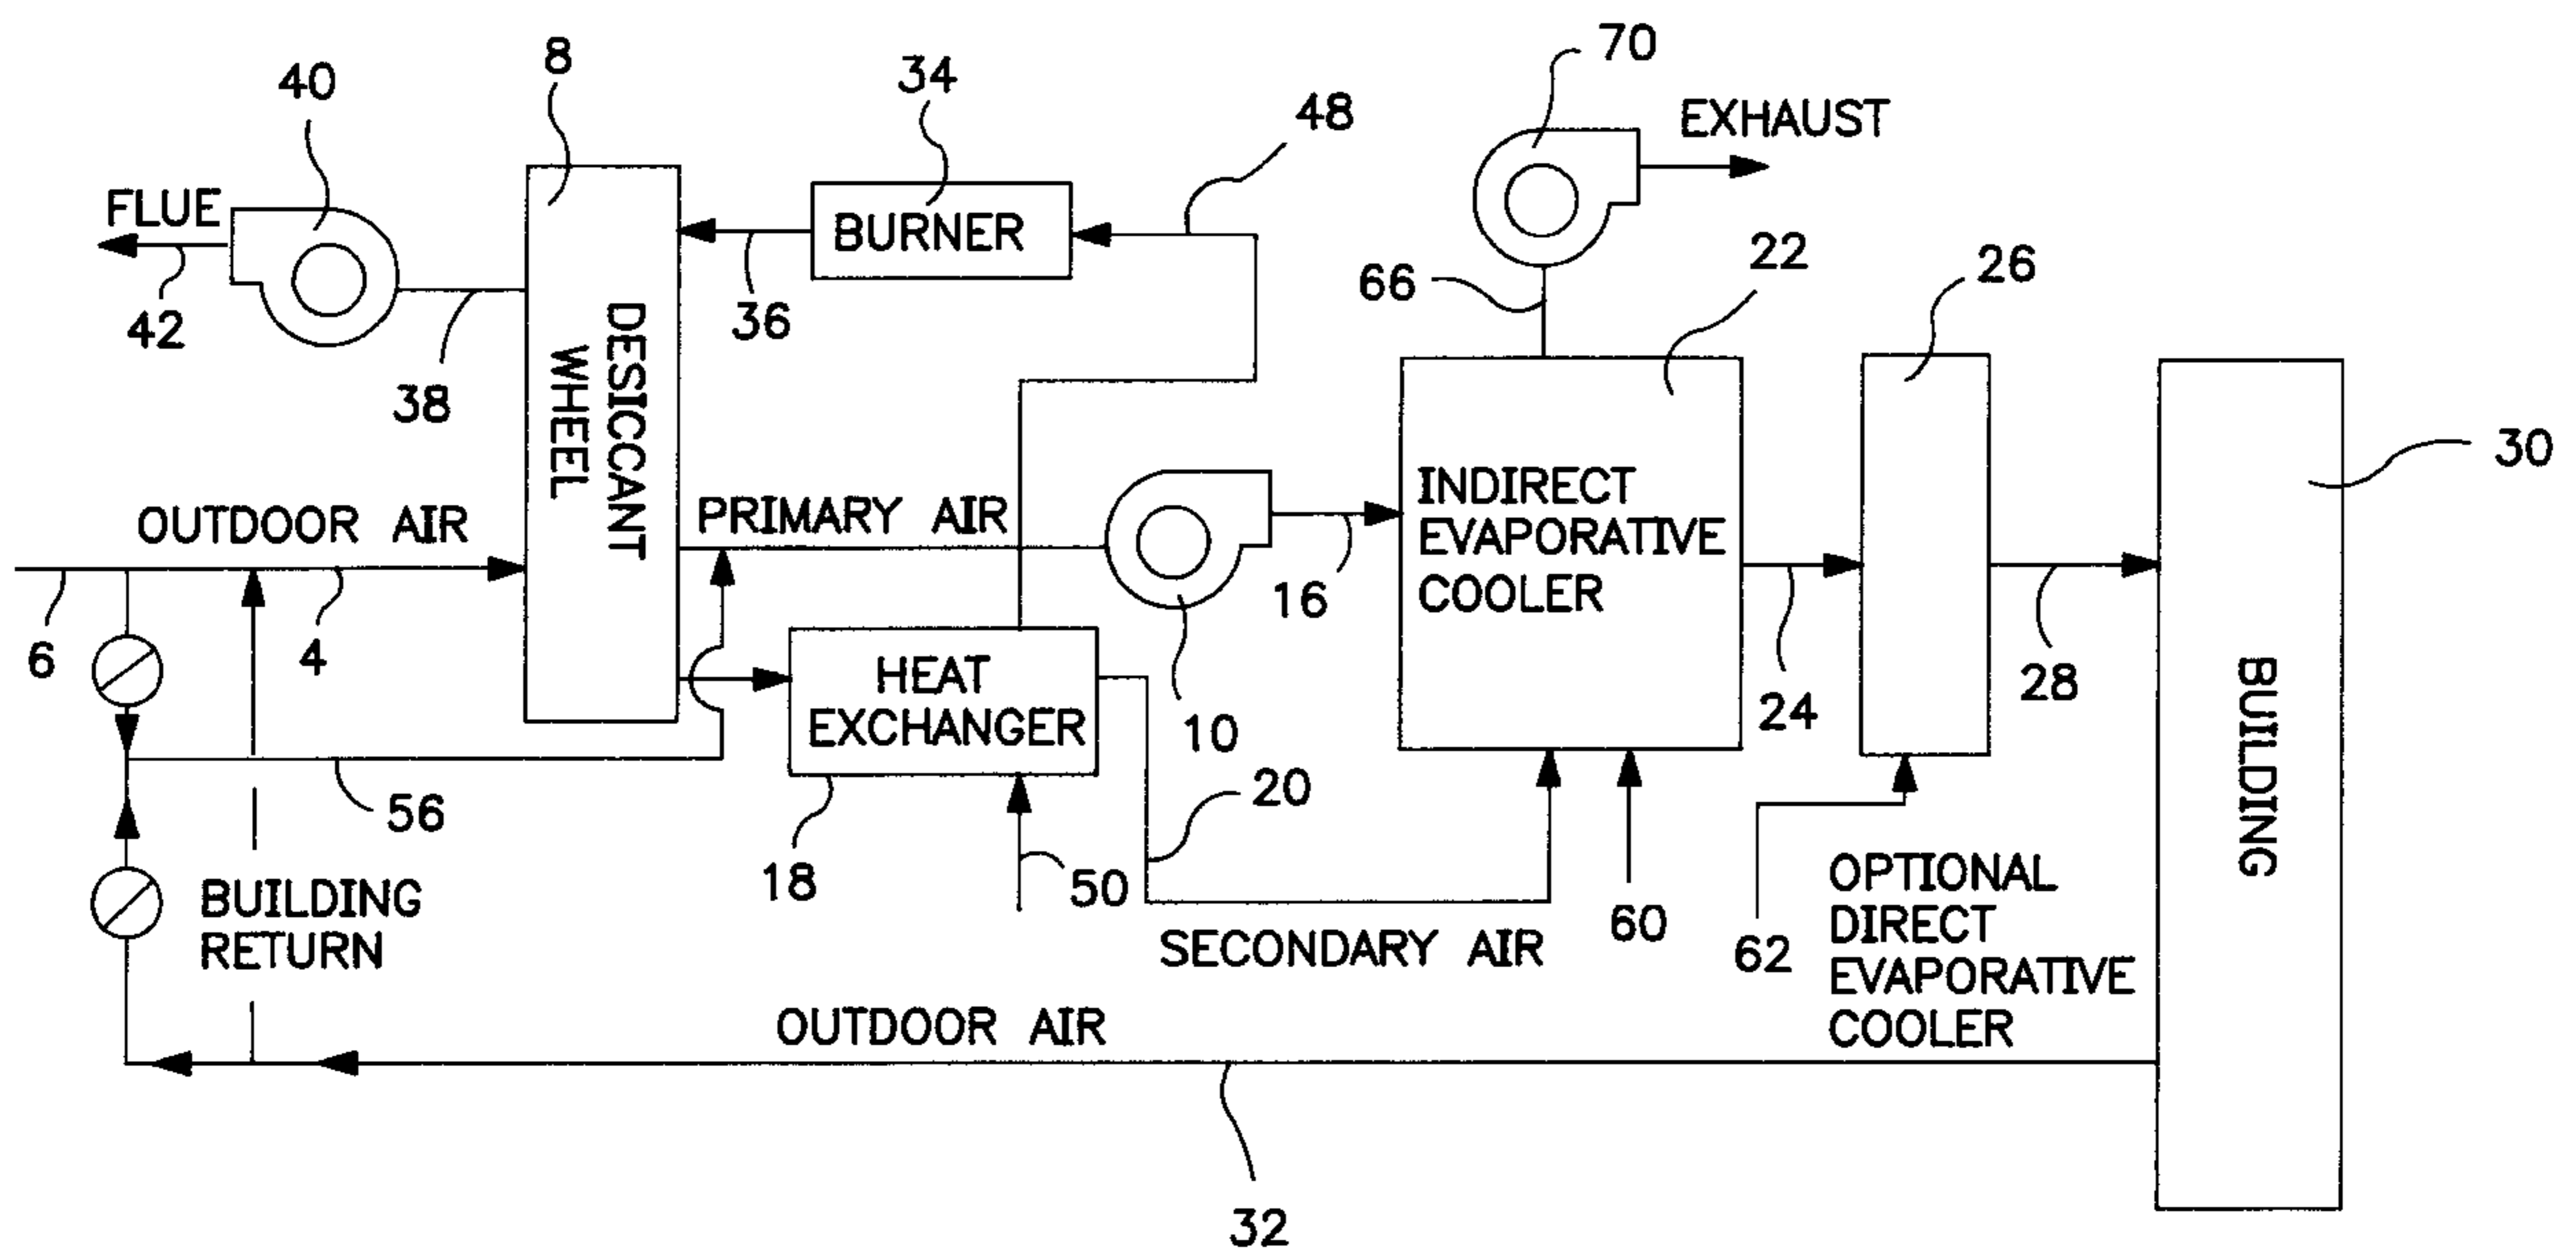 40
8
34
48
70
EXHAUST
FLUE
42
BURNER
36
38
66
22
26
30
DESICCANT
WHEEL
OUTDOOR AIR
PRIMARY AIR
INDIRECT
EVAPORATIVE
COOLER
16
6
4
HEAT
EXCHANGER
10
24
28
BUILDING
56
18
50
20
60
62
BUILDING
RETURN
SECONDARY AIR
OPTIONAL
DIRECT
EVAPORATIVE
COOLER
OUTDOOR AIR
32